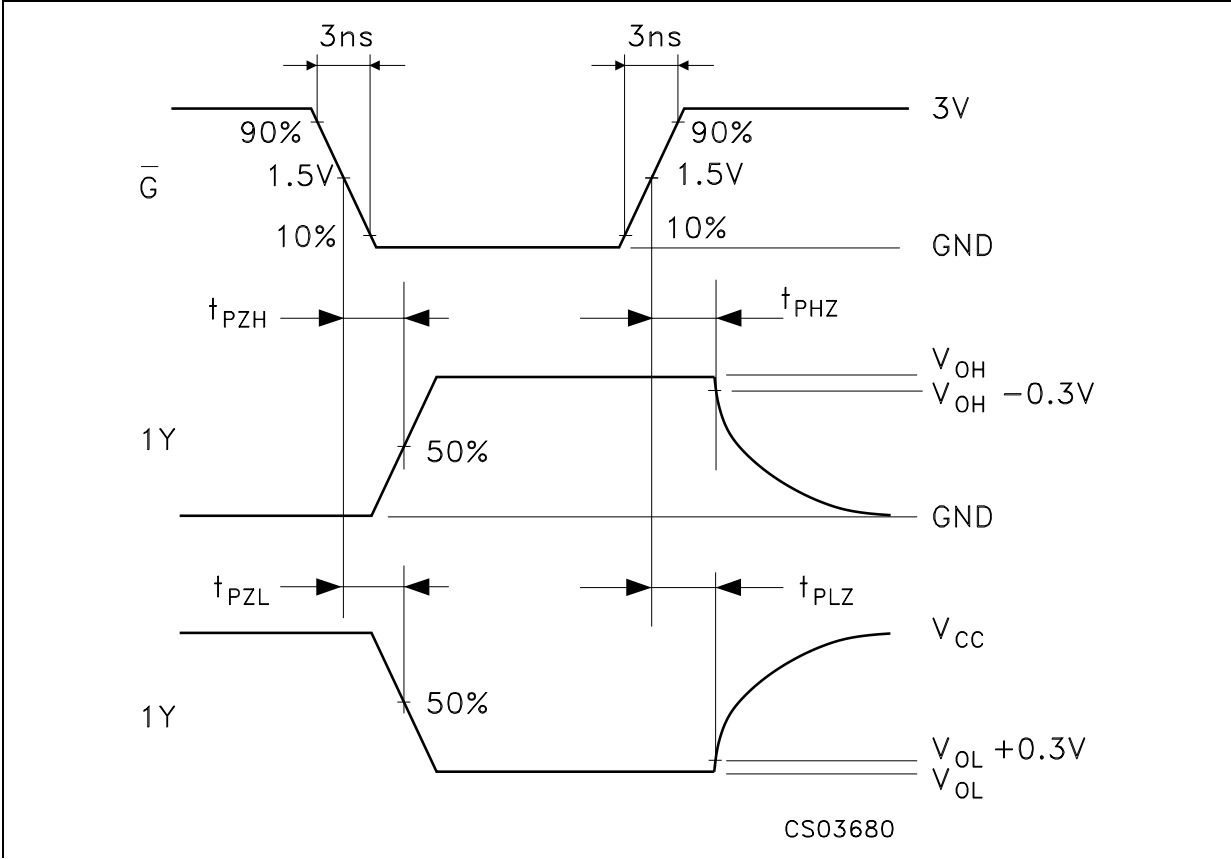 3ns 3ns
3V
90% 90%
G̅ 1.5V 1.5V
10% 10%
GND
tPZH tPHZ
VOH
VOH −0.3V
1Y 50%
GND
tPZL tPLZ
VCC
50%
1Y
VOL +0.3V
VOL
CS03680